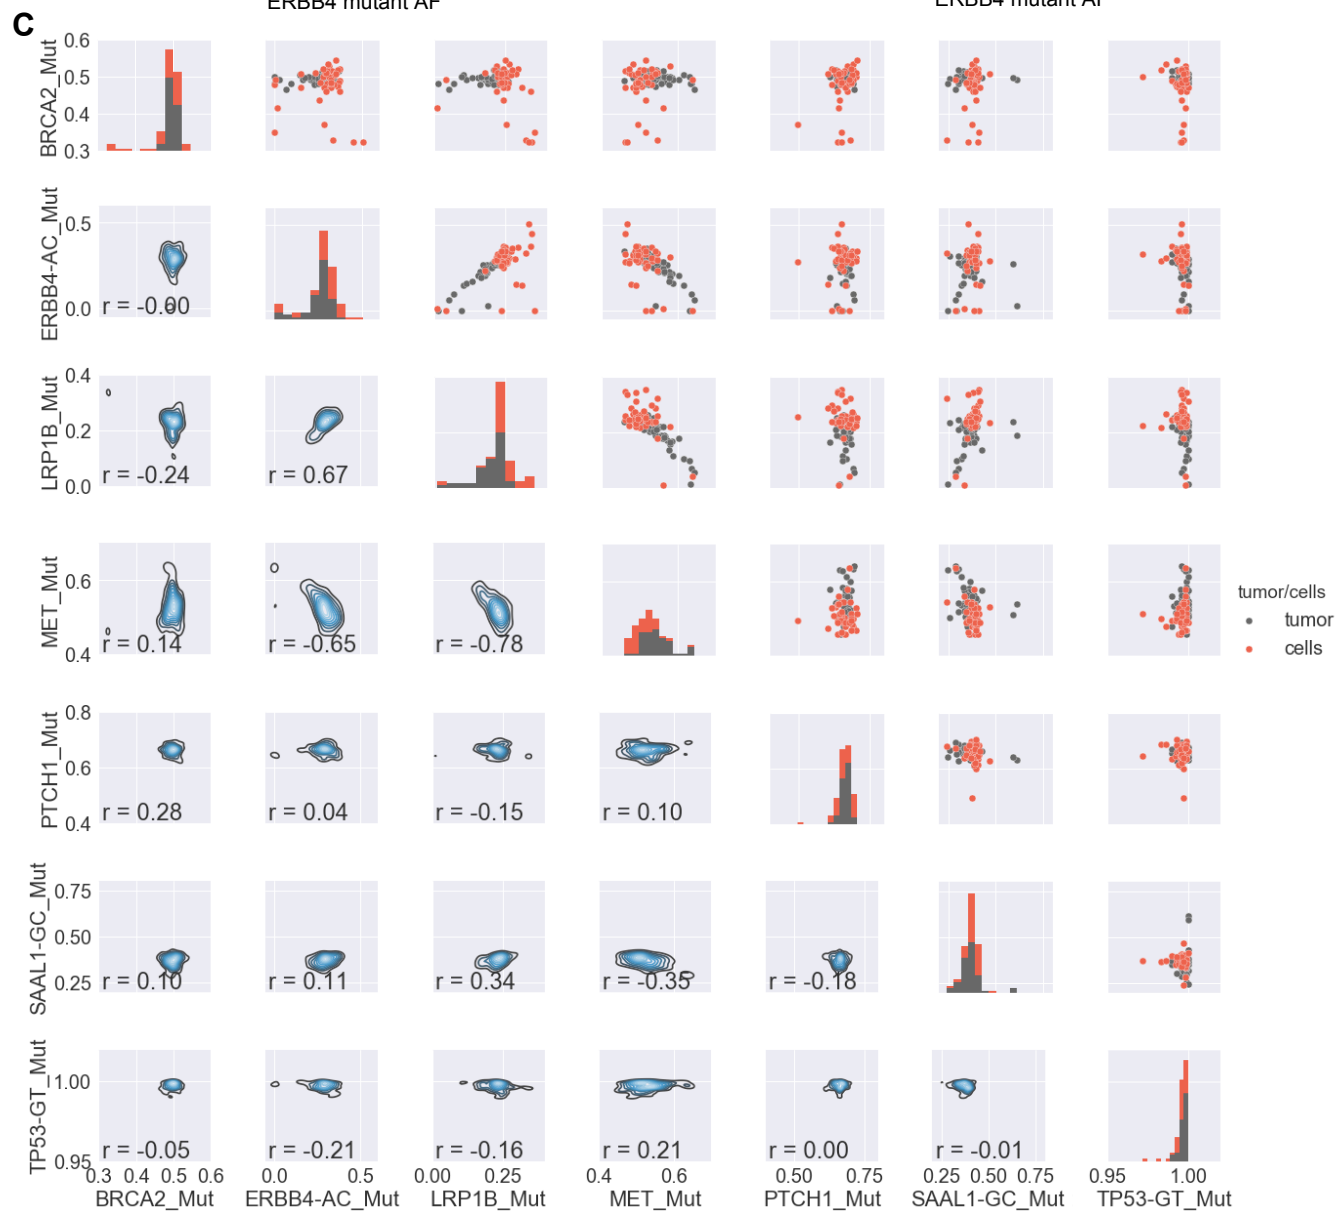 ERBB4 mutant AF
ERBB4 mutant AF
C
BRCA2_Mut
0.6
0.5
0.4
0.3
ERBB4-AC_Mut
0.5
0.0
r = -0.60
LRP1B_Mut
0.4
0.2
0.0
r = -0.24
r = 0.67
MET_Mut
0.6
0.4
r = 0.14
r = -0.65
r = -0.78
tumor/cells
tumor
cells
PTCH1_Mut
0.8
0.6
0.4
r = 0.28
r = 0.04
r = -0.15
r = 0.10
SAAL1-GC_Mut
0.75
0.50
0.25
r = 0.10
r = 0.11
r = 0.34
r = -0.35
r = -0.18
TP53-GT_Mut
1.00
0.95
r = -0.05
r = -0.21
r = -0.16
r = 0.21
r = 0.00
r = -0.01
0.3 0.4 0.5 0.6
0.0 0.5
0.00 0.25
0.4 0.6
0.50 0.75
0.25 0.50 0.75
0.95 1.00
BRCA2_Mut
ERBB4-AC_Mut
LRP1B_Mut
MET_Mut
PTCH1_Mut
SAAL1-GC_Mut
TP53-GT_Mut